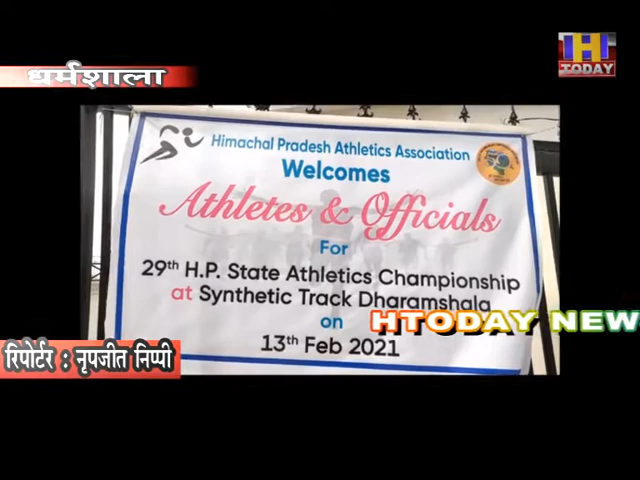 धर्मशाला
H
TODAY
Himachal Pradesh Athletics Association
Welcomes
Athletes & Officials
For
29th H.P. State Athletics Championship
at Synthetic Track Dharamshala
on
13th Feb 2021
HTODAY NEW
रिपोर्टर : नृपजीत निप्पी